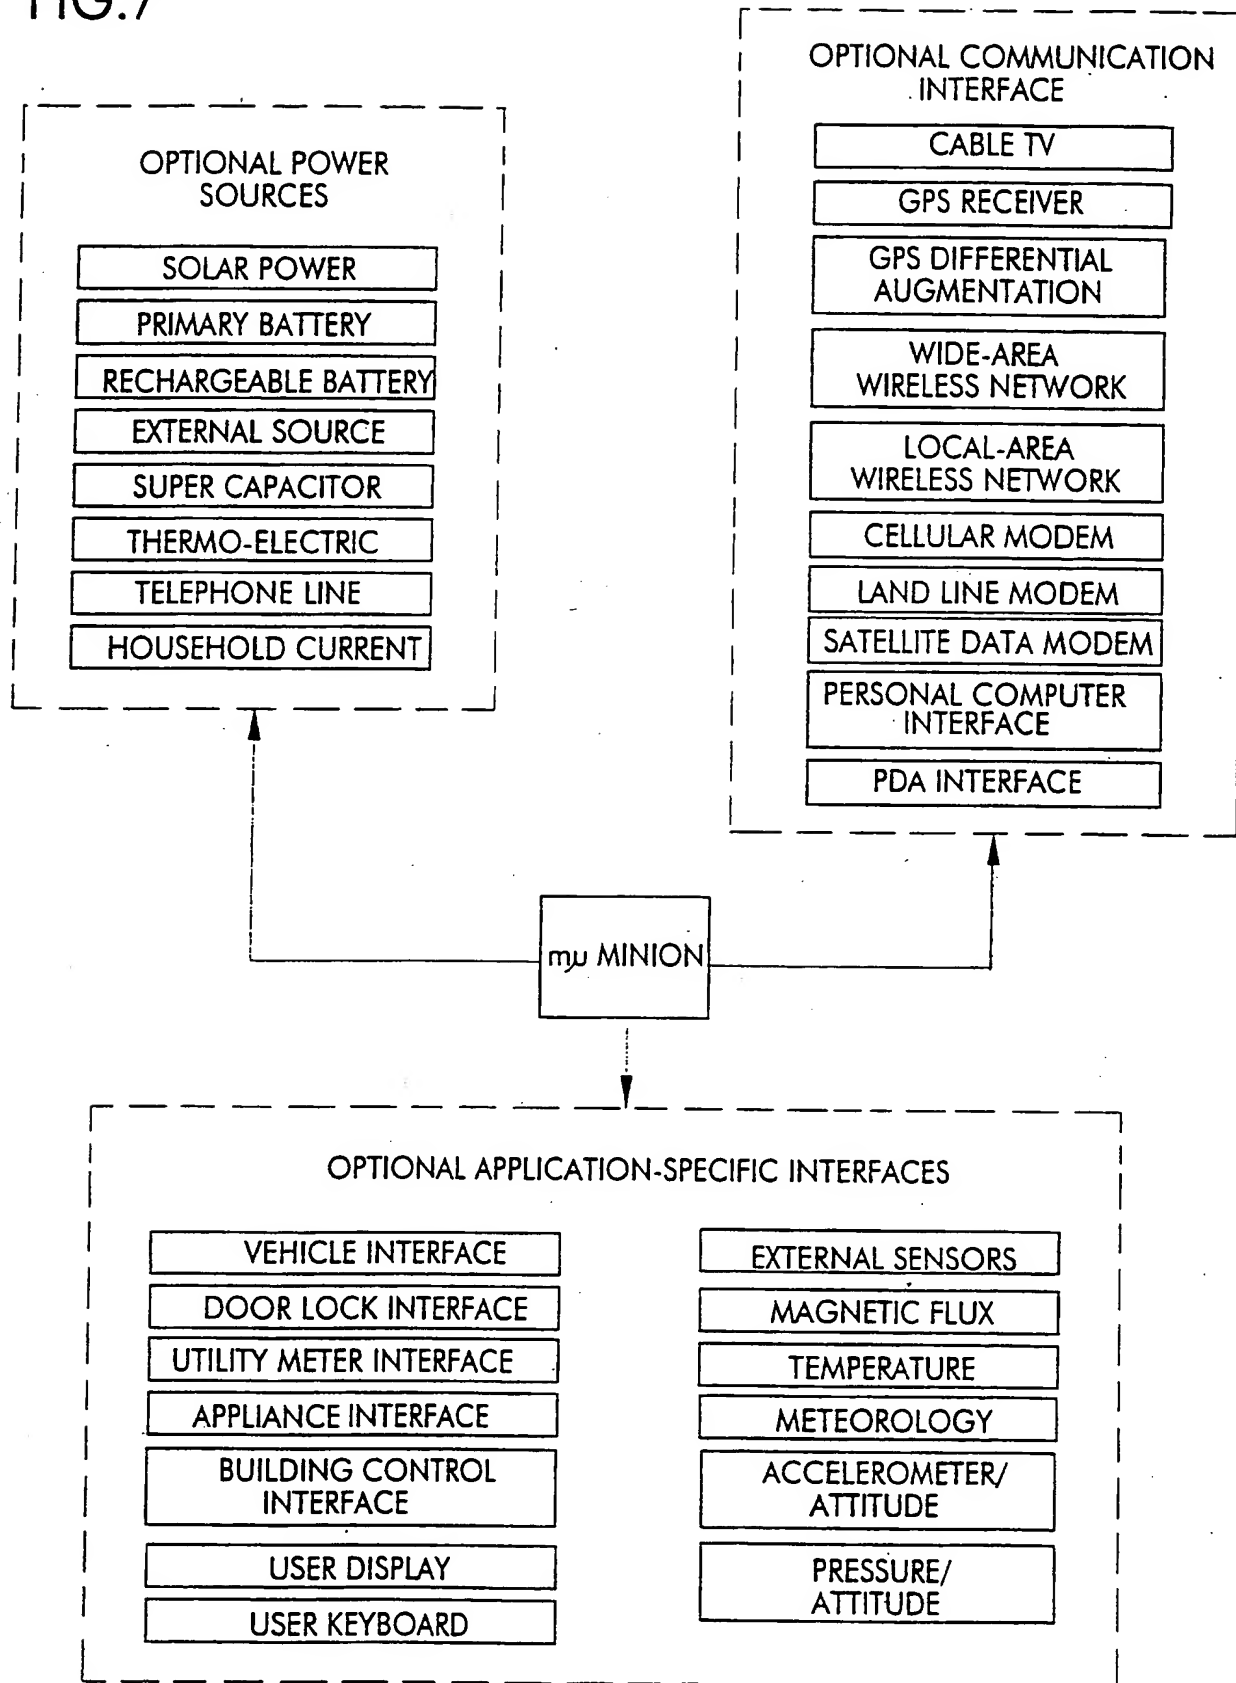 FIG.7
OPTIONAL POWER
SOURCES
SOLAR POWER
PRIMARY BATTERY
RECHARGEABLE BATTERY
EXTERNAL SOURCE
SUPER CAPACITOR
THERMO-ELECTRIC
TELEPHONE LINE
HOUSEHOLD CURRENT
OPTIONAL COMMUNICATION
INTERFACE
CABLE TV
GPS RECEIVER
GPS DIFFERENTIAL
AUGMENTATION
WIDE-AREA
WIRELESS NETWORK
LOCAL-AREA
WIRELESS NETWORK
CELLULAR MODEM
LAND LINE MODEM
SATELLITE DATA MODEM
PERSONAL COMPUTER
INTERFACE
PDA INTERFACE
mμ MINION
OPTIONAL APPLICATION-SPECIFIC INTERFACES
VEHICLE INTERFACE
DOOR LOCK INTERFACE
UTILITY METER INTERFACE
APPLIANCE INTERFACE
BUILDING CONTROL
INTERFACE
USER DISPLAY
USER KEYBOARD
EXTERNAL SENSORS
MAGNETIC FLUX
TEMPERATURE
METEOROLOGY
ACCELEROMETER/
ATTITUDE
PRESSURE/
ATTITUDE